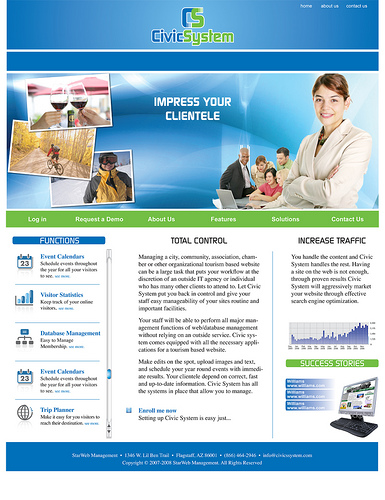 home about us contact us
CS
CivicSystem
IMPRESS YOUR
CLIENTELE
Log in Request a Demo About Us Features Solutions Contact Us
FUNCTIONS
23
Event Calendars
Schedule events throughout
the year for all your visitors
to see. see more.
Visitor Statistics
Keep track of your online
visitors. see more.
Database Management
Easy to Manage
Membership. see more.
23
Event Calendars
Schedule events throughout
the year for all your visitors
to see. see more.
Trip Planner
Make it easy for you visitors to
reach their destination. see more.
TOTAL CONTROL
Managing a city, community, association, cham-
ber or other organizational tourism based website
can be a large task that puts your workflow at the
discretion of an outside IT agency or individual
who has many other clients to attend to. Let Civic
System put you back in control and give your
staff easy manageability of your sites routine and
important facilities.
Your staff will be able to perform all major man-
agement functions of web/database management
without relying on an outside service. Civic sys-
tem comes equipped with all the necessary appli-
cations for a tourism based website.
Make edits on the spot, upload images and text,
and schedule your year round events with immedi-
ate results. Your clientele depend on correct, fast
and up-to-date information. Civic System has all
the systems in place that allow you to manage.
Enroll me now
Setting up Civic System is easy just...
INCREASE TRAFFIC
You handle the content and Civic
System handles the rest. Having
a site on the web is not enough,
through proven results Civic
System will aggressively market
your website through effective
search engine optimization.
SUCCESS STORIES
Williams
www.williams.com
Williams
www.williams.com
Williams
www.williams.com
StarWeb Management • 1346 W. Lil Ben Trail • Flagstaff, AZ 86001 • (866) 464-2946 • info@civicsystem.com
Copyright © 2007-2008 StarWeb Management. All Rights Reserved